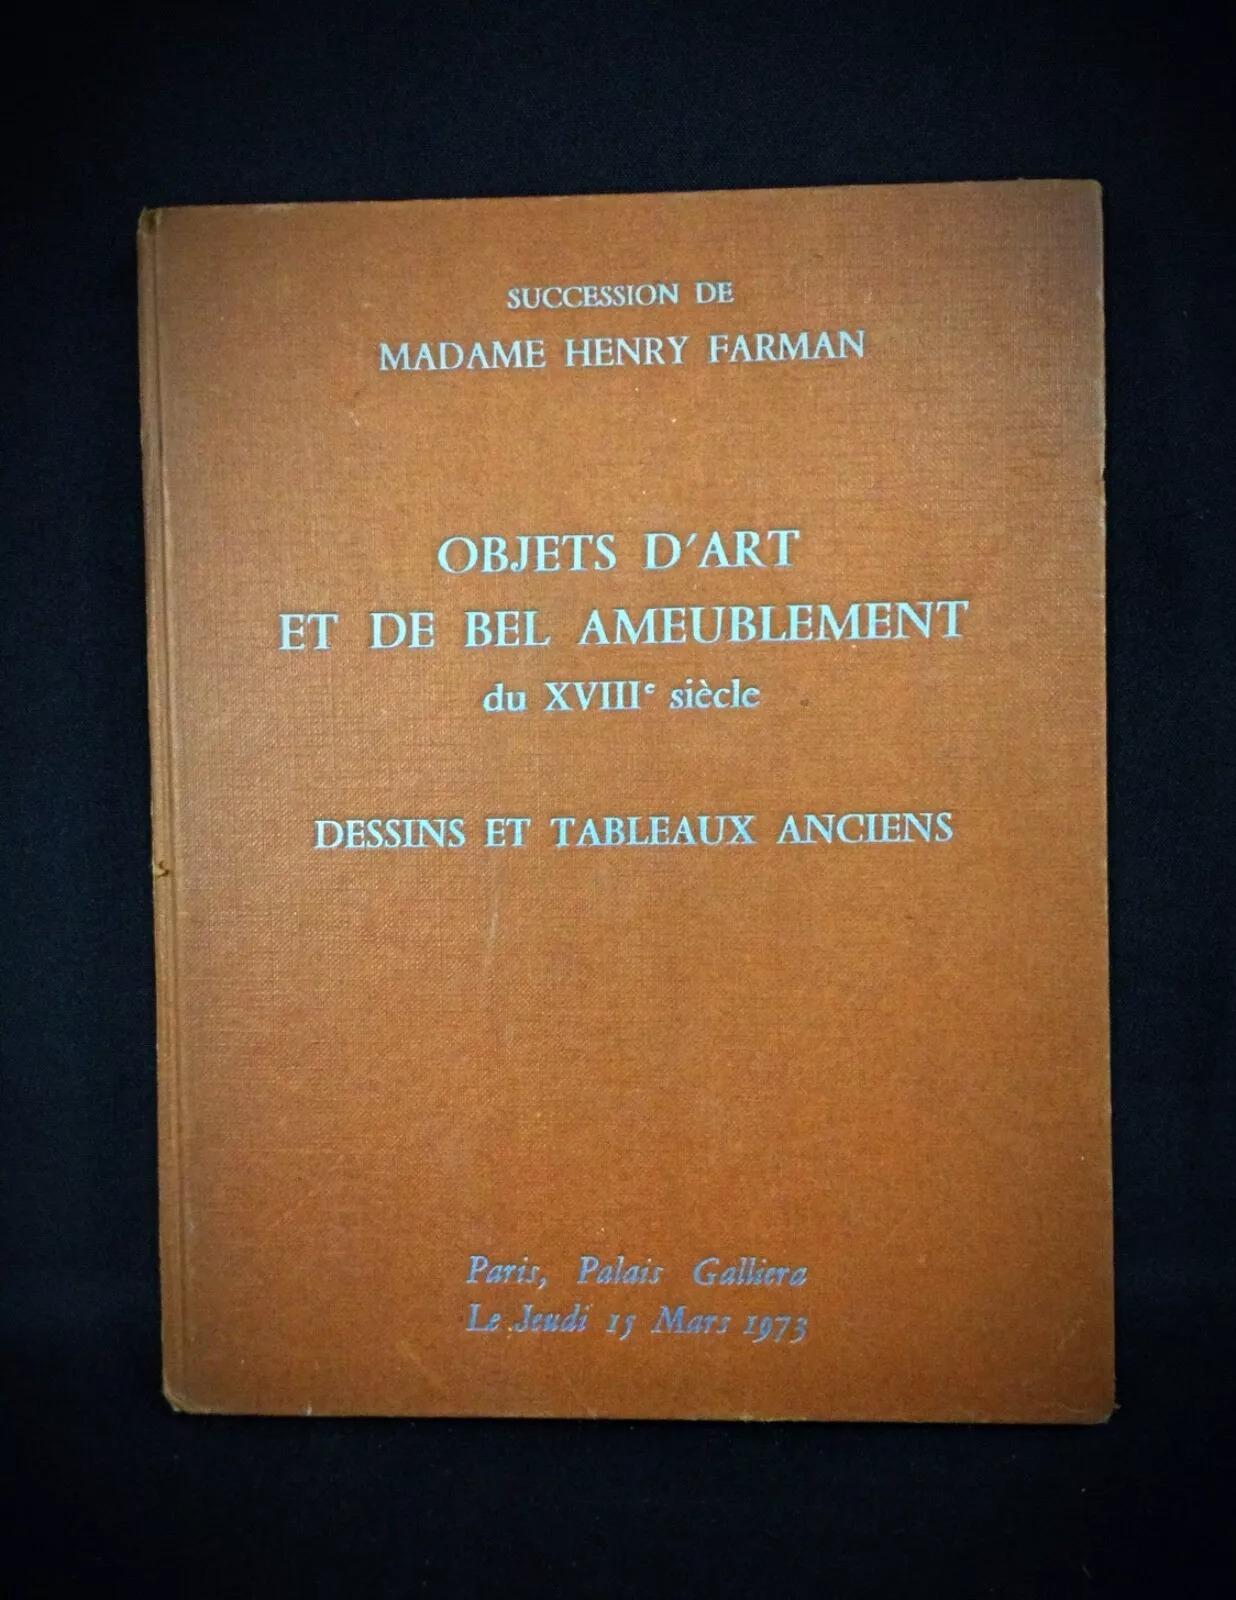 SUCCESSION DE
MADAME HENRY FARMAN
OBJETS D'ART
ET DE BEL AMEUBLEMENT
du XVIIIe siècle
DESSINS ET TABLEAUX ANCIENS
Paris, Palais Galliera
Le Jeudi 15 Mars 1973